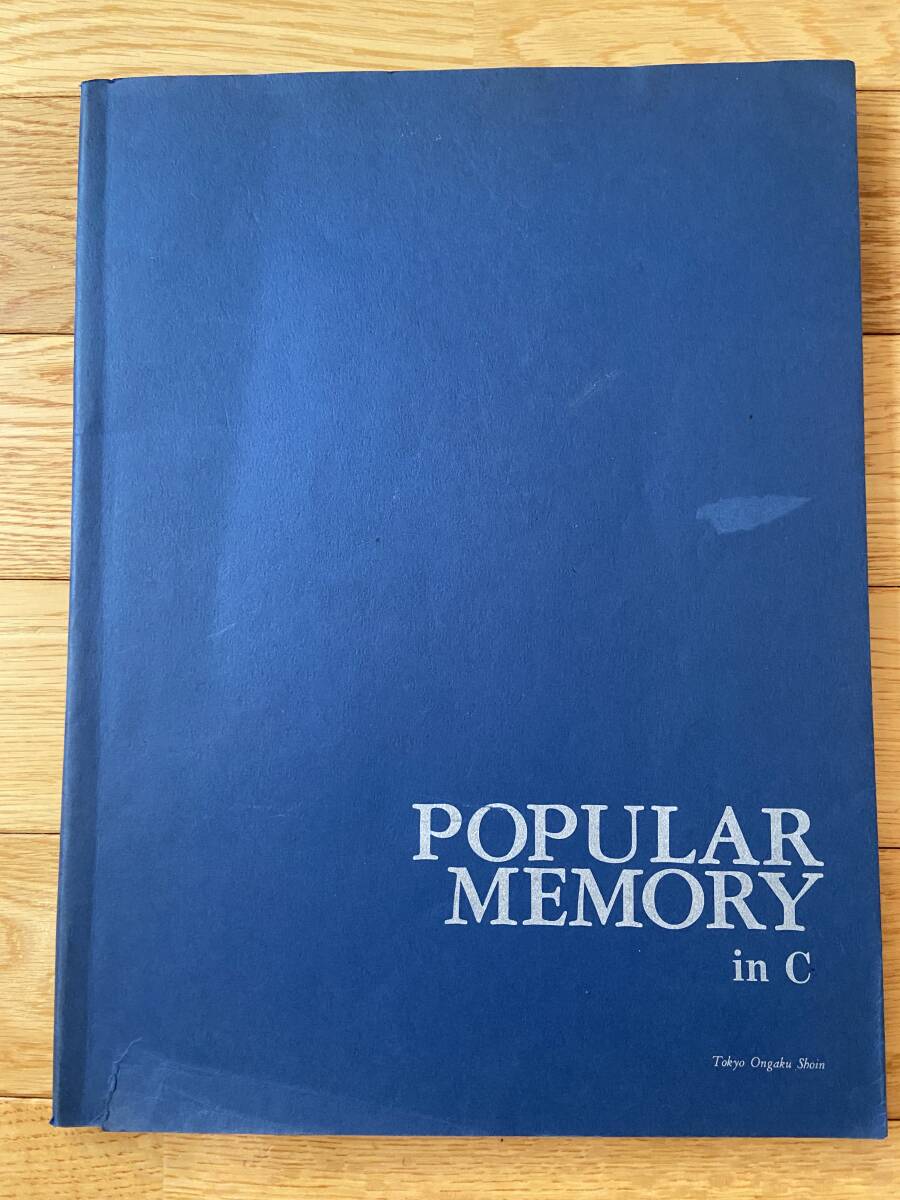 POPULAR
MEMORY
in C
Tokyo Ongaku Shoin